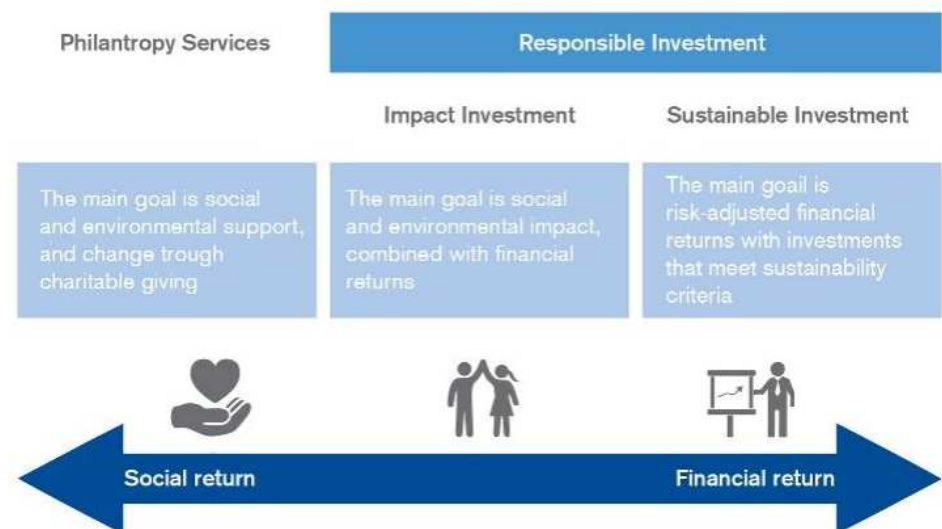 Philantropy Services
Responsible Investment
Impact Investment
Sustainable Investment
The main goal is social
and environmental support,
and change trough
charitable giving
The main goal is social
and environmental impact,
combined with financial
returns
The main goail is
risk-adjusted financial
returns with investments
that meet sustainability
criteria
Social return
Financial return